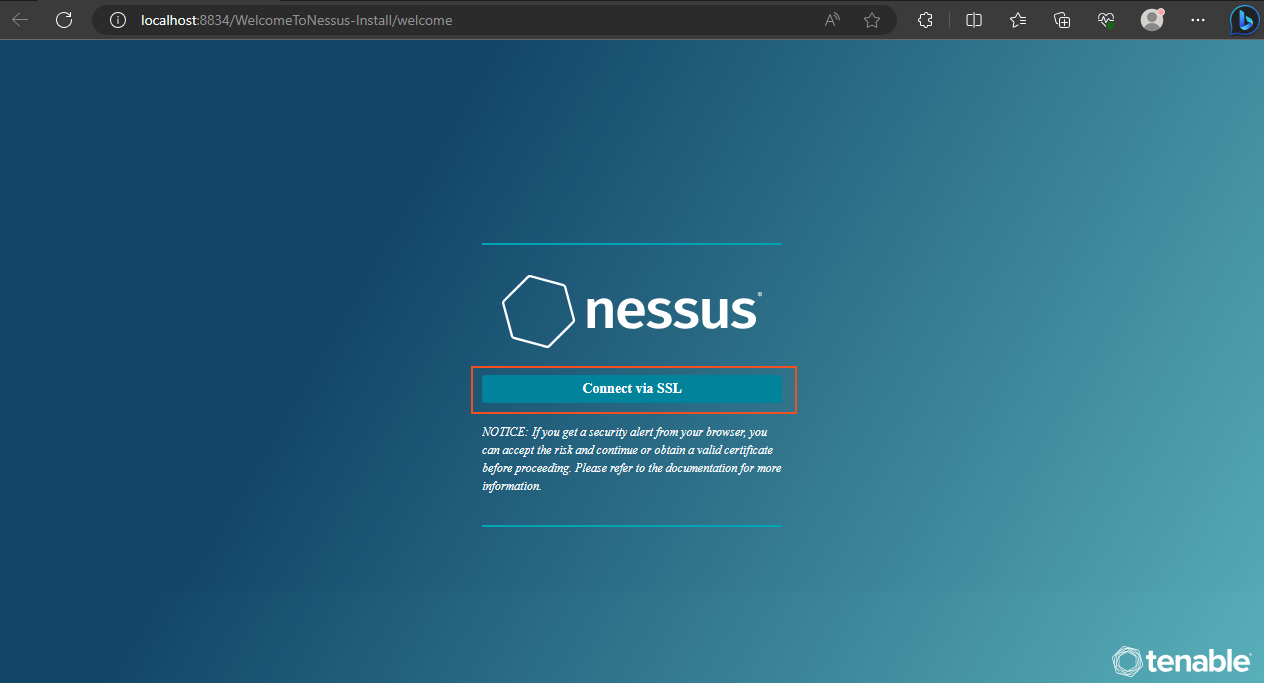 localhost:8834/WelcomeToNessus-Install/welcome
nessus®
Connect via SSL
NOTICE: If you get a security alert from your browser, you
can accept the risk and continue or obtain a valid certificate
before proceeding. Please refer to the documentation for more
information.
tenable®